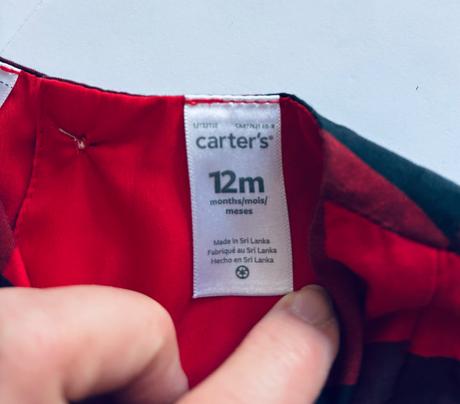 carter's®
12m
months/mois/
meses
Made in Sri Lanka
Fabriqué au Sri Lanka
Hecho en Sri Lanka